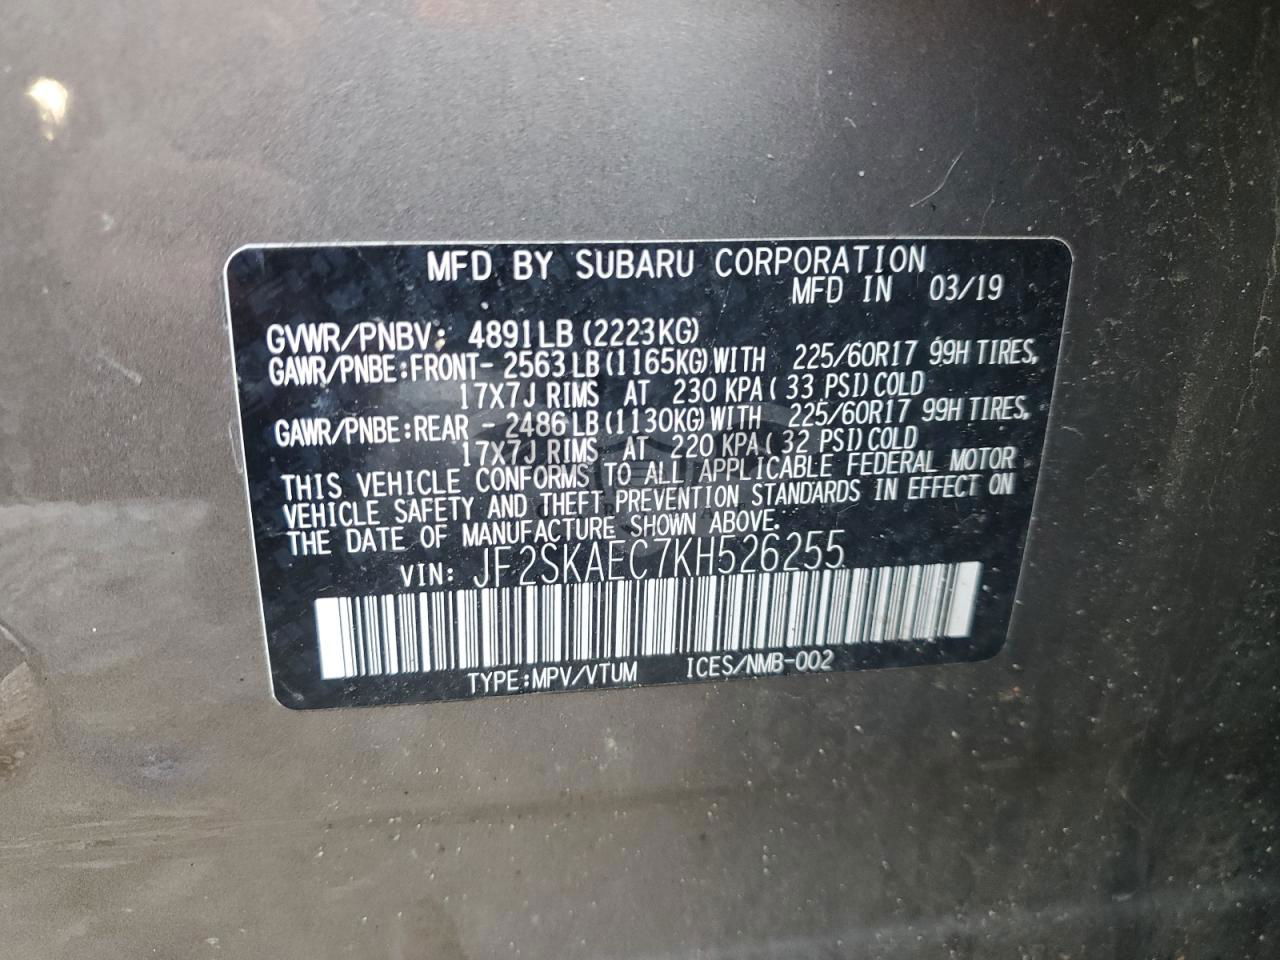 MFD BY SUBARU CORPORATION
MFD IN 03/19
GVWR/PNBV: 4891LB (2223KG)
GAWR/PNBE:FRONT- 2563 LB (1165KG) WITH 225/60R17 99H TIRES,
17X7J RIMS AT 230 KPA ( 33 PSI) COLD
GAWR/PNBE:REAR - 2486 LB (1130KG) WITH 225/60R17 99H TIRES,
17X7J RIMS AT 220 KPA ( 32 PSI) COLD
THIS VEHICLE CONFORMS TO ALL APPLICABLE FEDERAL MOTOR
VEHICLE SAFETY AND THEFT PREVENTION STANDARDS IN EFFECT ON
THE DATE OF MANUFACTURE SHOWN ABOVE.
VIN: JF2SKAEC7KH526255
TYPE:MPV/VTUM ICES/NMB-002